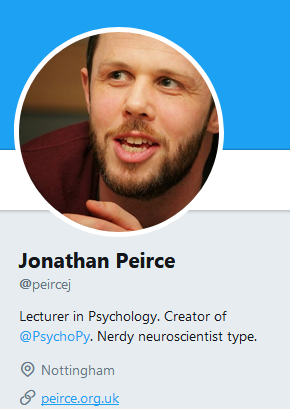 Jonathan Peirce
@peircej
Lecturer in Psychology. Creator of
@PsychoPy. Nerdy neuroscientist type.
Nottingham
peirce.org.uk